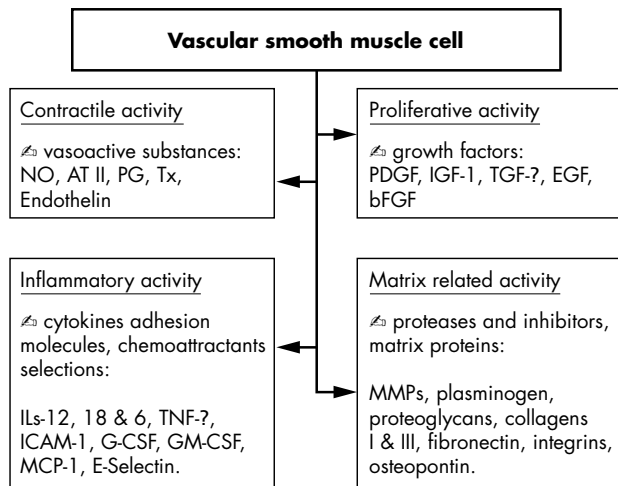 Vascular smooth muscle cell
Contractile activity
✍ vasoactive substances:
NO, AT II, PG, Tx,
Endothelin
Proliferative activity
✍ growth factors:
PDGF, IGF-1, TGF-?, EGF,
bFGF
Inflammatory activity
✍ cytokines adhesion
molecules, chemoattractants
selections:
ILs-12, 18 & 6, TNF-?,
ICAM-1, G-CSF, GM-CSF,
MCP-1, E-Selectin.
Matrix related activity
✍ proteases and inhibitors,
matrix proteins:
MMPs, plasminogen,
proteoglycans, collagens
I & III, fibronectin, integrins,
osteopontin.